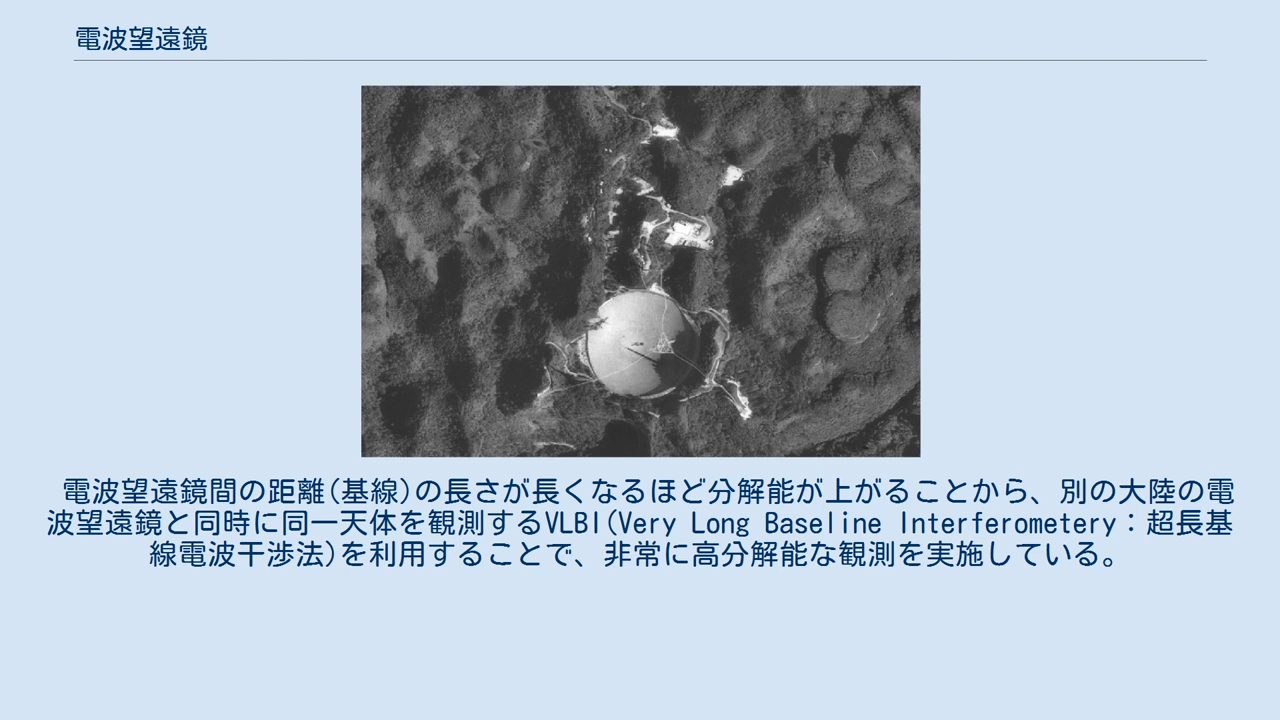 電波望遠鏡
電波望遠鏡間の距離(基線)の長さが長くなるほど分解能が上がることから、別の大陸の電
波望遠鏡と同時に同一天体を観測するVLBI(Very Long Baseline Interferometery：超長基
線電波干渉法)を利用することで、非常に高分解能な観測を実施している。